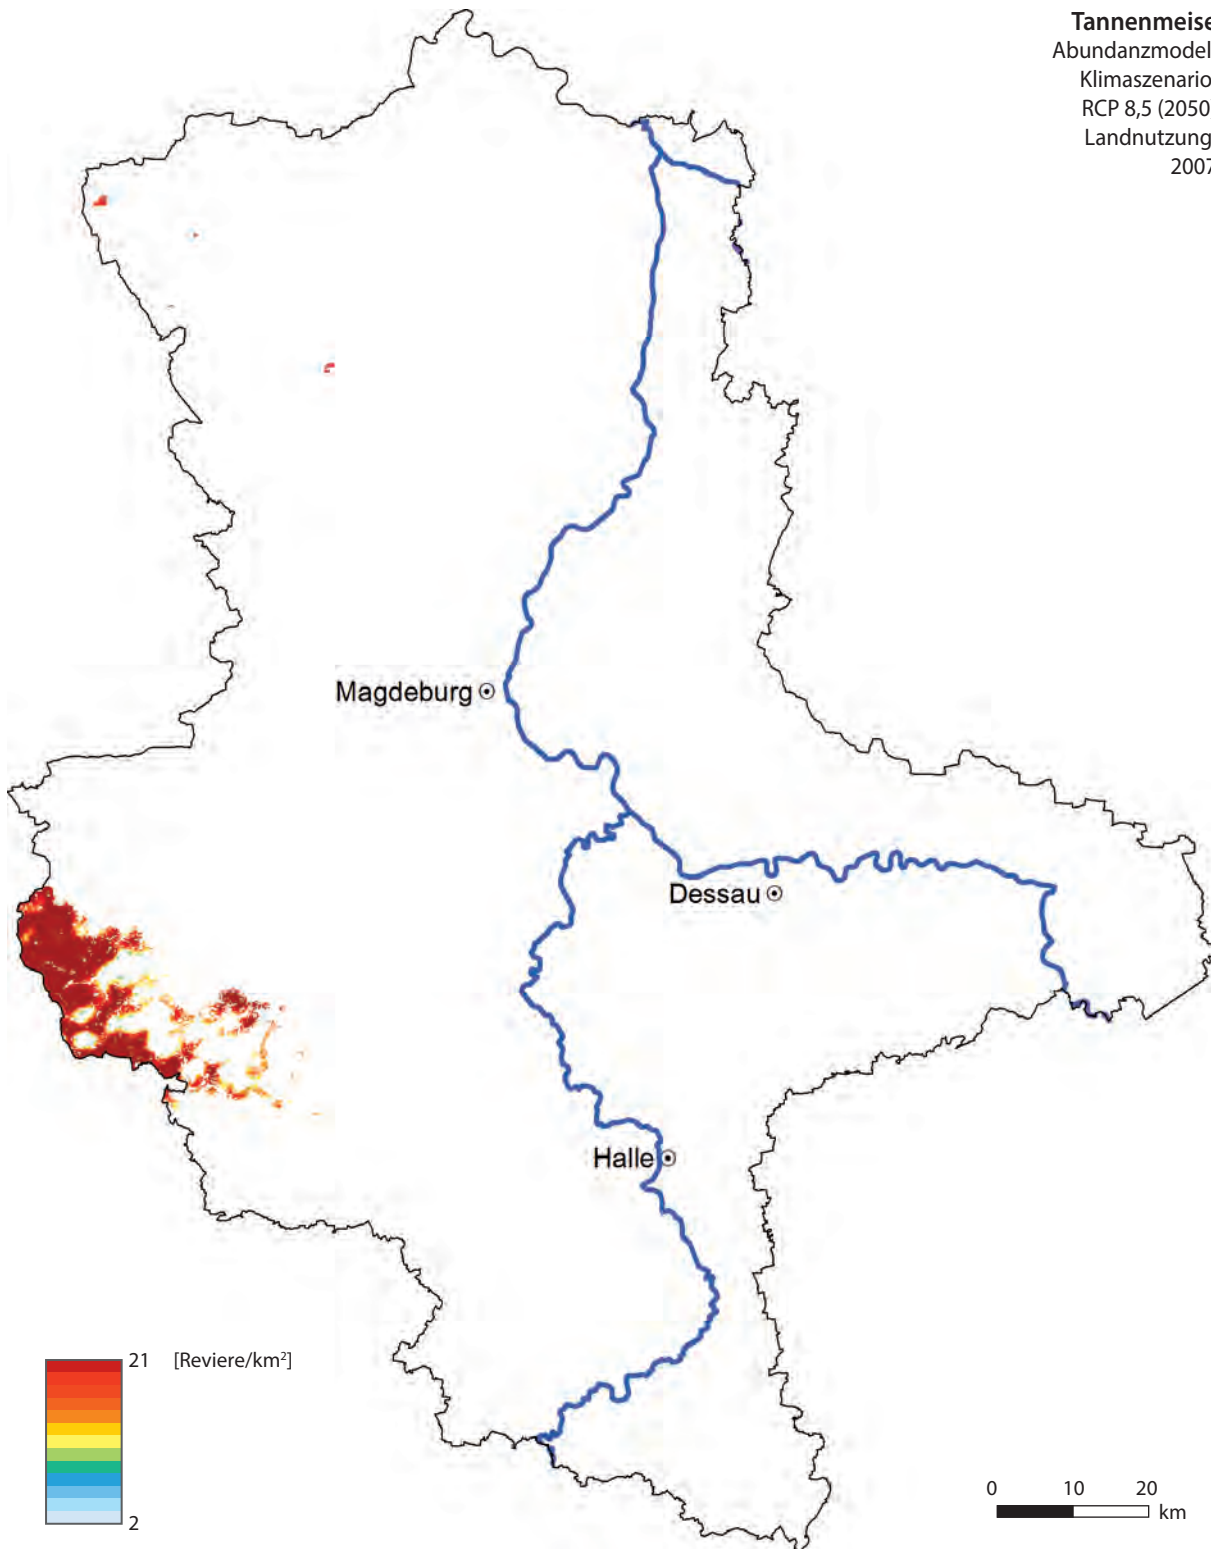 Tannenmeise
Abundanzmodel
Klimaszenario
RCP 8,5 (2050
Landnutzung
2007
Magdeburg
Dessau
Halle
21 [Reviere/km²]
2
0 10 20
km